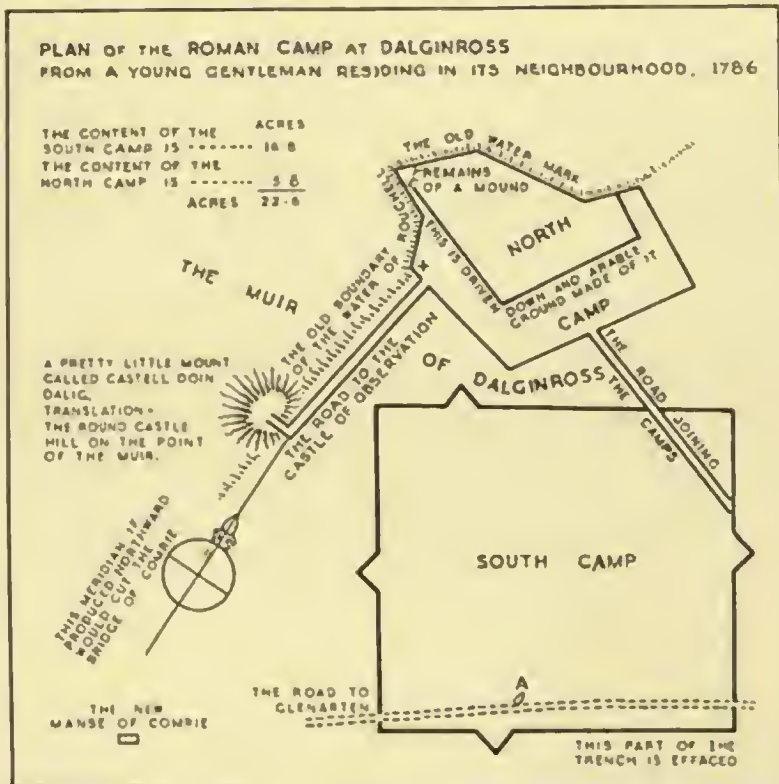 PLAN OF THE ROMAN CAMP AT DALGINROSS
FROM A YOUNG GENTLEMAN RESIDING IN ITS NEIGHBOURHOOD, 1786
ACRES
THE CONTENT OF THE
SOUTH CAMP IS ------- 16·8
THE CONTENT OF THE
NORTH CAMP IS ------ 5·8
ACRES 22·6
THE OLD WATER MARK
REMAINS
OF A MOUND
NORTH
CAMP
THIS IS DRIVEN
DOWN AND ARABLE
GROUND MADE OF IT
THE MUIR
OF DALGINROSS
THE OLD BOUNDARY
OF THE WATER OF RQUCHELL
THE ROAD TO THE
CASTLE OF OBSERVATION
A PRETTY LITTLE MOUNT
CALLED CASTELL DOIN
DALIG,
TRANSLATION-
THE ROUND CASTLE
HILL ON THE POINT
OF THE MUIR.
THE ROAD JOINING
THE CAMPS
SOUTH CAMP
THIS MERIDIAN IF
PRODUCED NORTHWARD
WOULD CUT THE
BRIDGE OF COMRIE
THE NEW
MANSE OF COMRIE
THE ROAD TO
GLENARTEN
A
THIS PART OF THE
TRENCH IS EFFACED